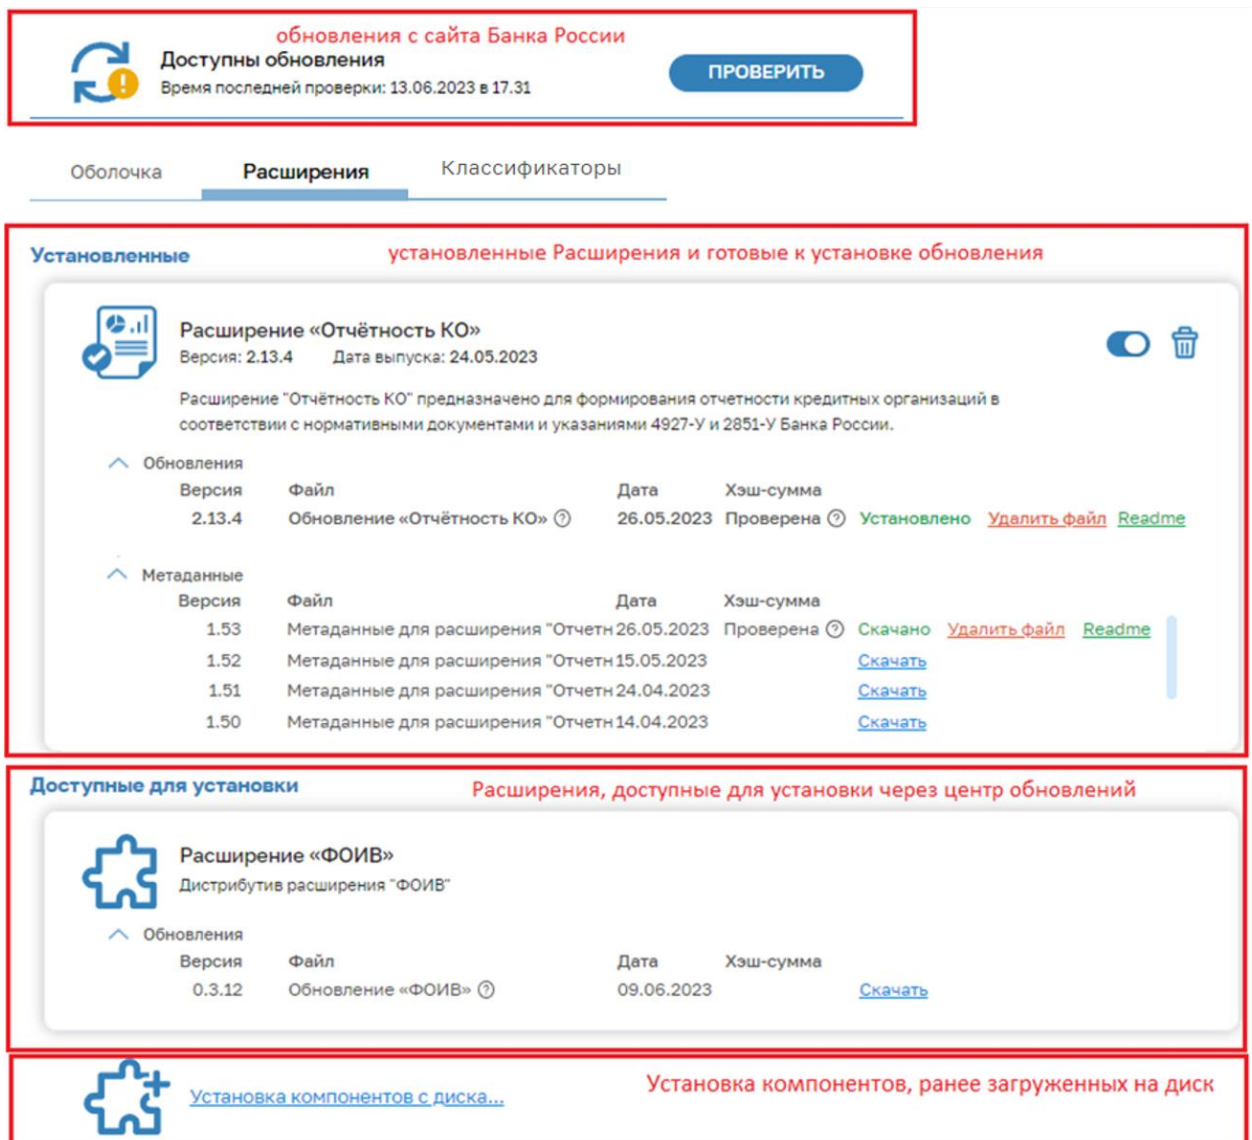 обновления с сайта Банка России
Доступны обновления
Время последней проверки: 13.06.2023 в 17.31
ПРОВЕРИТЬ
Оболочка Расширения Классификаторы
Установленные установленные Расширения и готовые к установке обновления
Расширение «Отчётность КО»
Версия: 2.13.4 Дата выпуска: 24.05.2023
Расширение "Отчётность КО" предназначено для формирования отчетности кредитных организаций в
соответствии с нормативными документами и указаниями 4927-У и 2851-У Банка России.
Обновления
Версия Файл Дата Хэш-сумма
2.13.4 Обновление «Отчётность КО» ? 26.05.2023 Проверена ? Установлено Удалить файл Readme
Метаданные
Версия Файл Дата Хэш-сумма
1.53 Метаданные для расширения "Отчетн 26.05.2023 Проверена ? Скачано Удалить файл Readme
1.52 Метаданные для расширения "Отчетн 15.05.2023 Скачать
1.51 Метаданные для расширения "Отчетн 24.04.2023 Скачать
1.50 Метаданные для расширения "Отчетн 14.04.2023 Скачать
Доступные для установки Расширения, доступные для установки через центр обновлений
Расширение «ФОИВ»
Дистрибутив расширения "ФОИВ"
Обновления
Версия Файл Дата Хэш-сумма
0.3.12 Обновление «ФОИВ» ? 09.06.2023 Скачать
Установка компонентов с диска... Установка компонентов, ранее загруженных на диск